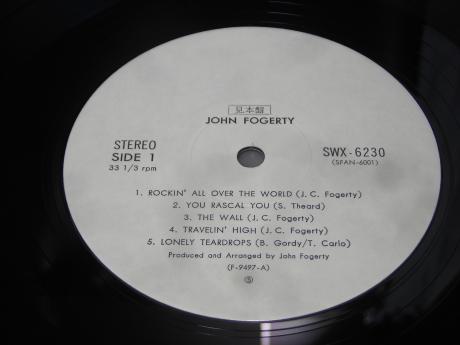 見本盤
JOHN FOGERTY
STEREO
SIDE 1
33 1/3 rpm
SWX-6230
(SFAN-6001)
1. ROCKIN' ALL OVER THE WORLD (J. C. Fogerty)
2. YOU RASCAL YOU (S. Theard)
3. THE WALL (J. C. Fogerty)
4. TRAVELIN' HIGH (J. C. Fogerty)
5. LONELY TEARDROPS (B. Gordy/T. Carlo)
Produced and Arranged by John Fogerty
(F-9497-A)
Ⓢ